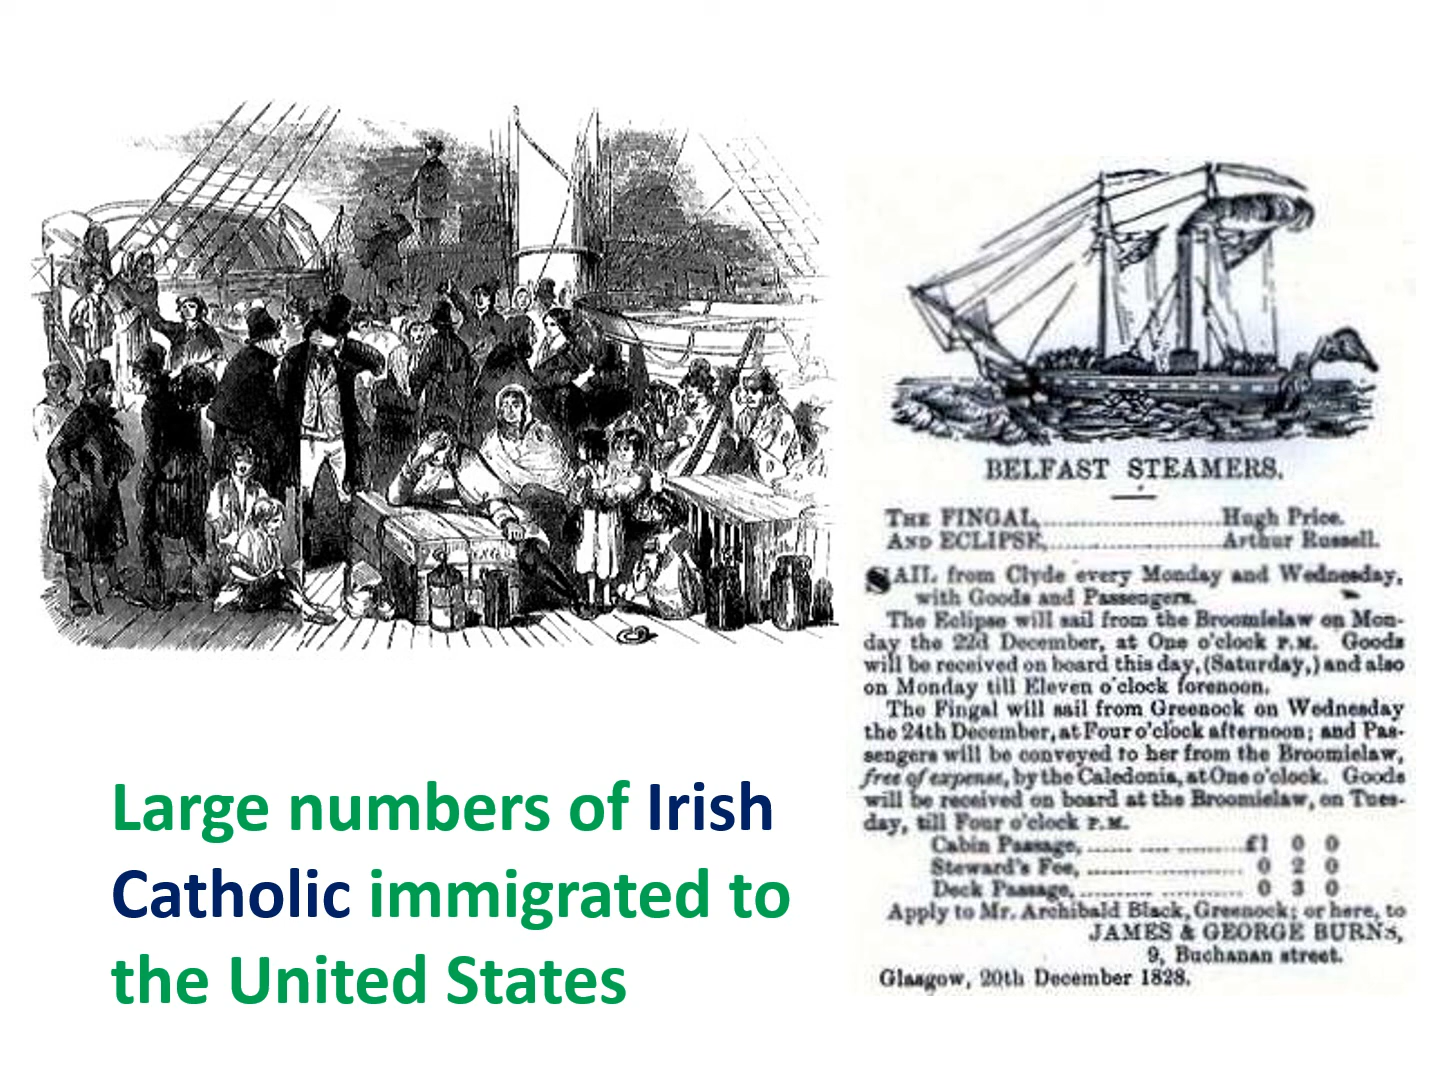 Large numbers of Irish
Catholic immigrated to
the United States
BELFAST STEAMERS.
THE FINGAL,..............................Hugh Price.
AND ECLIPSE,............................Arthur Russell.
SAIL from Clyde every Monday and Wednesday,
with Goods and Passengers.
The Eclipse will sail from the Broomielaw on Mon-
day the 22d December, at One o'clock P.M. Goods
will be received on board this day, (Saturday,) and also
on Monday till Eleven o'clock forenoon.
The Fingal will sail from Greenock on Wednesday
the 24th December, at Four o'clock afternoon; and Pas-
sengers will be conveyed to her from the Broomielaw,
free of expense, by the Caledonia, at One o'clock. Goods
will be received on board at the Broomielaw, on Tues-
day, till Four o'clock P.M.
Cabin Passage, ...... .... ..........£1 0 0
Steward's Fee, ........................ 0 2 0
Deck Passage, ............. ............ 0 3 0
Apply to Mr. Archibald Black, Greenock; or here, to
JAMES & GEORGE BURNS,
9, Buchanan street.
Glasgow, 20th December 1828.